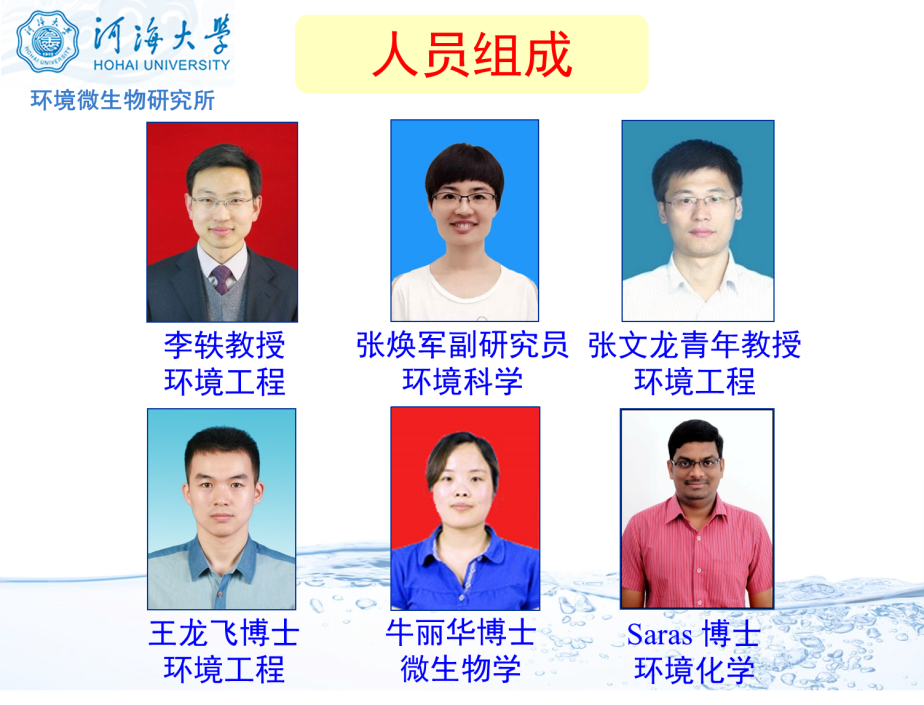 河海大学
HOHAI UNIVERSITY
环境微生物研究所
人员组成
李轶教授
环境工程
张焕军副研究员
环境科学
张文龙青年教授
环境工程
王龙飞博士
环境工程
牛丽华博士
微生物学
Saras 博士
环境化学